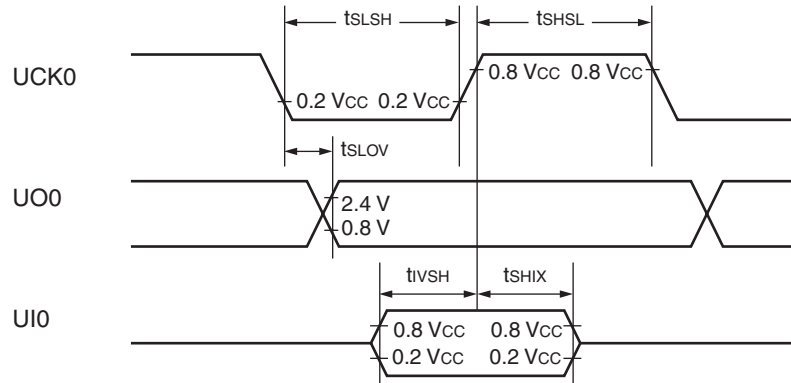 tSLSH tSHSL
UCK0
0.2 VCC 0.2 VCC 0.8 VCC 0.8 VCC
tSLOV
UO0
2.4 V
0.8 V
tIVSH tSHIX
UI0
0.8 VCC 0.8 VCC
0.2 VCC 0.2 VCC